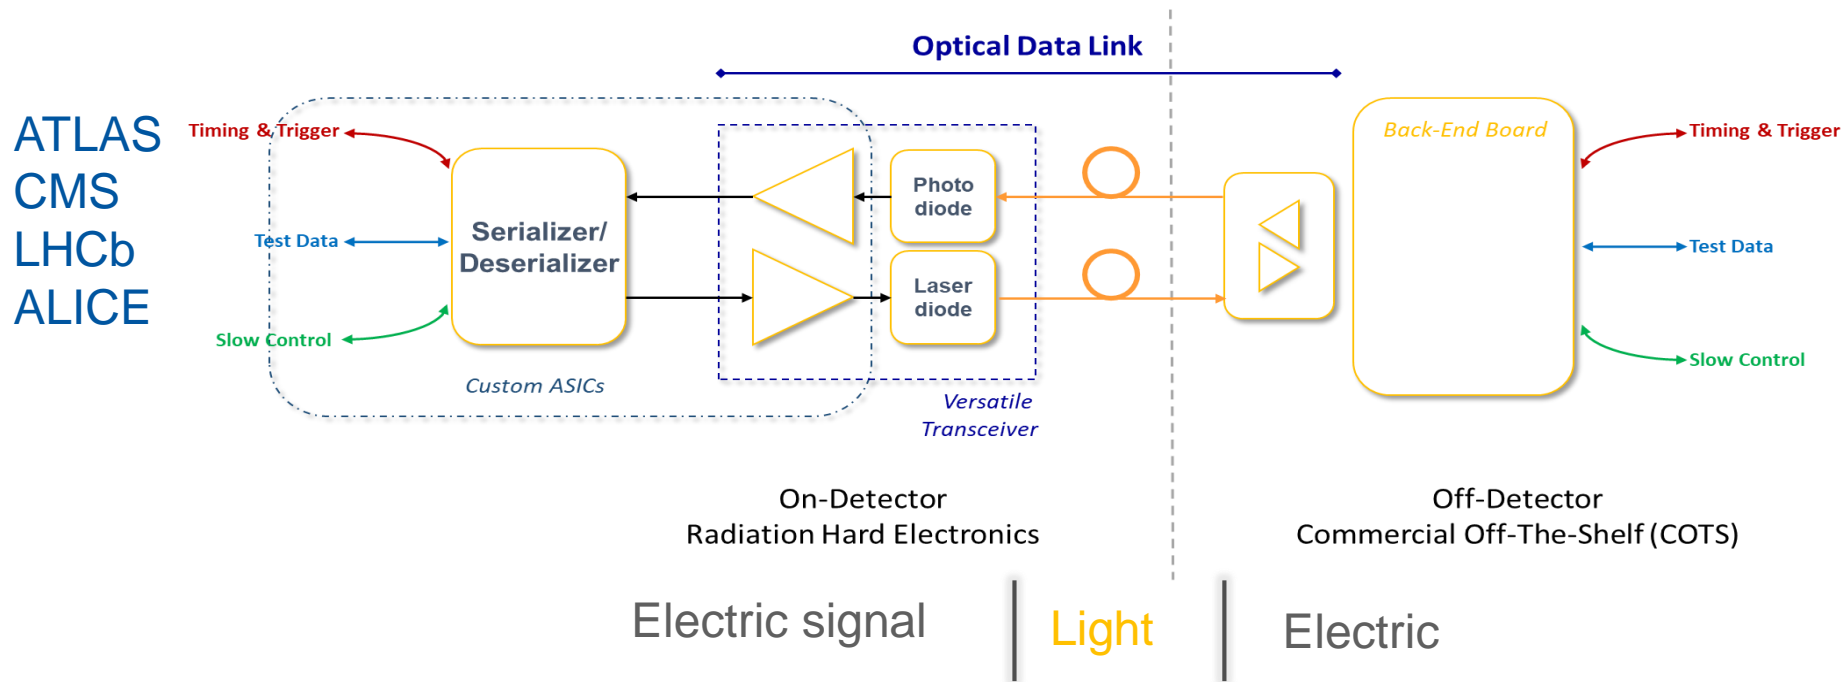 Optical Data Link
ATLAS
CMS
LHCb
ALICE
Timing & Trigger
Test Data
Slow Control
Serializer/
Deserializer
Custom ASICs
Photo
diode
Laser
diode
Versatile
Transceiver
Back-End Board
Timing & Trigger
Test Data
Slow Control
On-Detector
Radiation Hard Electronics
Off-Detector
Commercial Off-The-Shelf (COTS)
Electric signal
Light
Electric